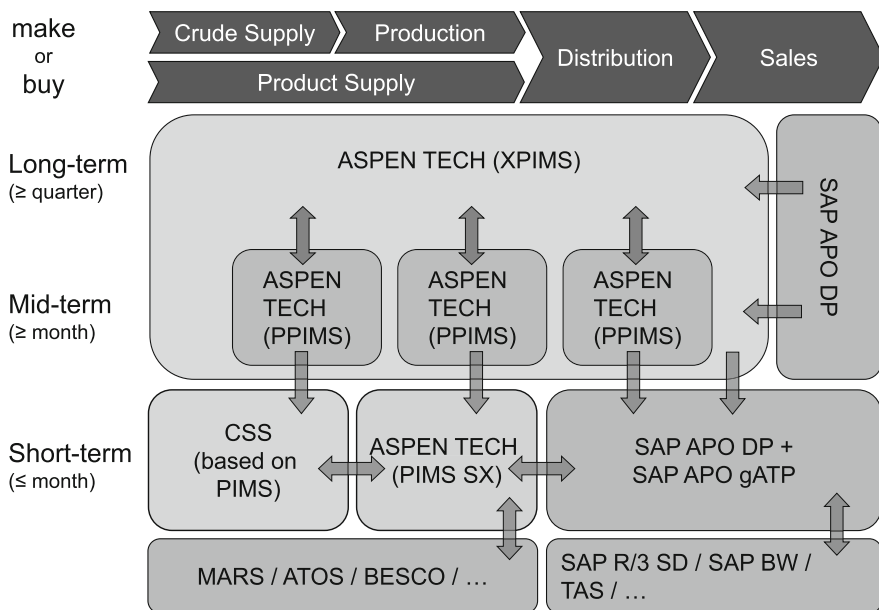 make
or
buy
Crude Supply
Production
Product Supply
Distribution
Sales
Long-term
(≥ quarter)
ASPEN TECH (XPIMS)
SAP APO DP
Mid-term
(≥ month)
ASPEN
TECH
(PPIMS)
ASPEN
TECH
(PPIMS)
ASPEN
TECH
(PPIMS)
Short-term
(≤ month)
CSS
(based on
PIMS)
ASPEN TECH
(PIMS SX)
SAP APO DP +
SAP APO gATP
MARS / ATOS / BESCO / …
SAP R/3 SD / SAP BW /
TAS / …